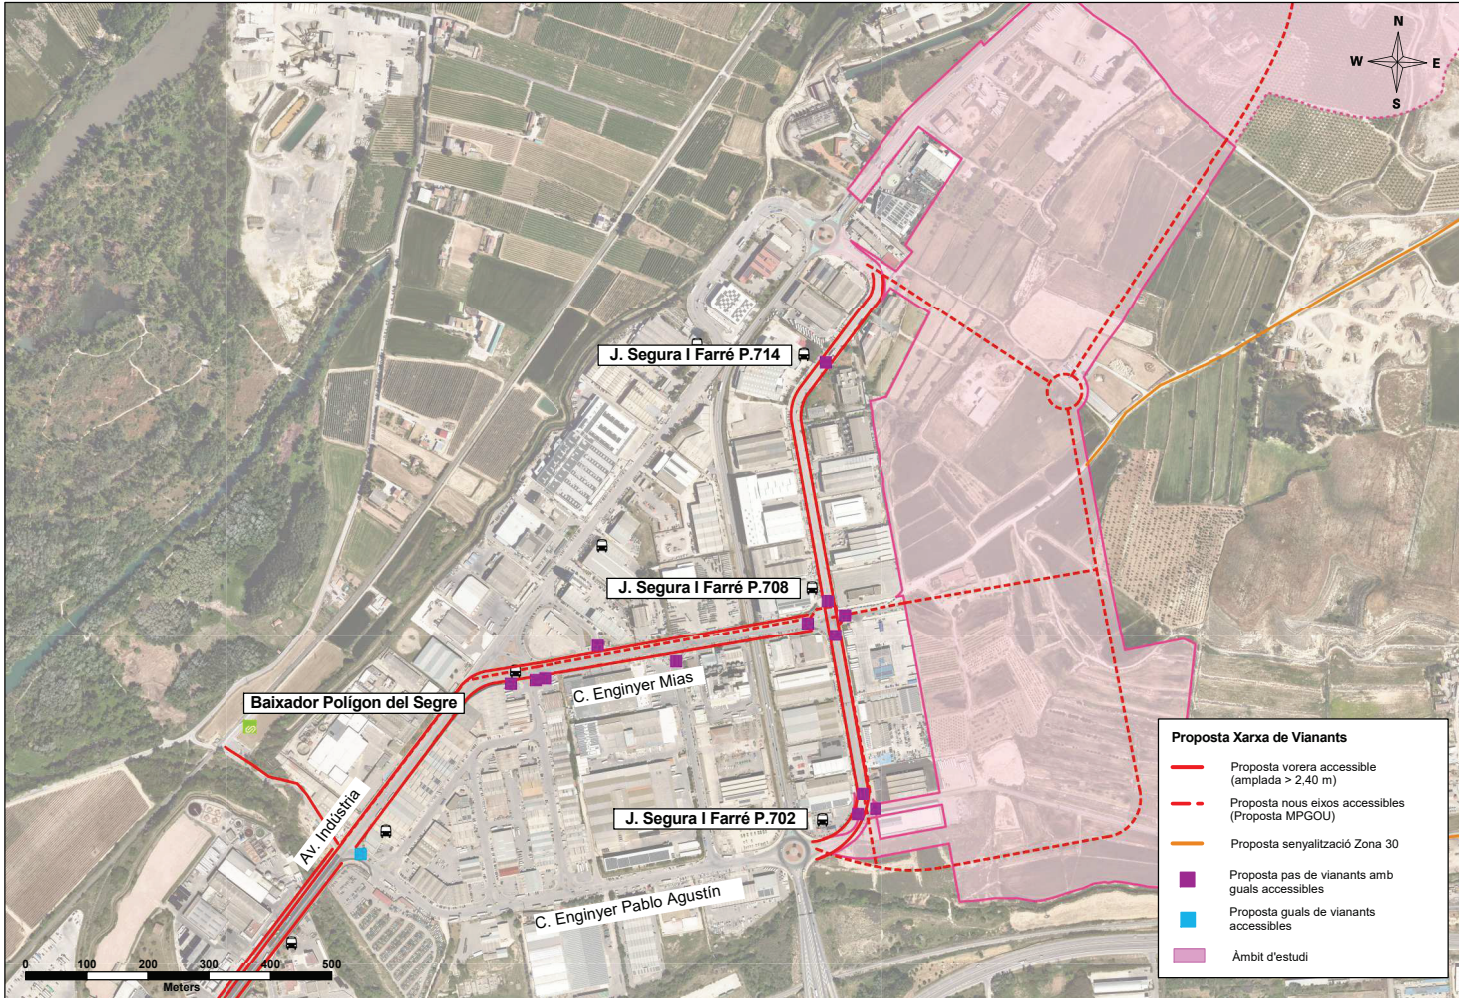 N
W E
S
J. Segura I Farré P.714
J. Segura I Farré P.708
C. Enginyer Mias
Baixador Polígon del Segre
Av. Indústria
J. Segura I Farré P.702
C. Enginyer Pablo Agustín
0 100 200 300 400 500
Meters
Proposta Xarxa de Vianants
Proposta vorera accessible
(amplada > 2,40 m)
Proposta nous eixos accessibles
(Proposta MPGOU)
Proposta senyalització Zona 30
Proposta pas de vianants amb
guals accessibles
Proposta guals de vianants
accessibles
Àmbit d'estudi